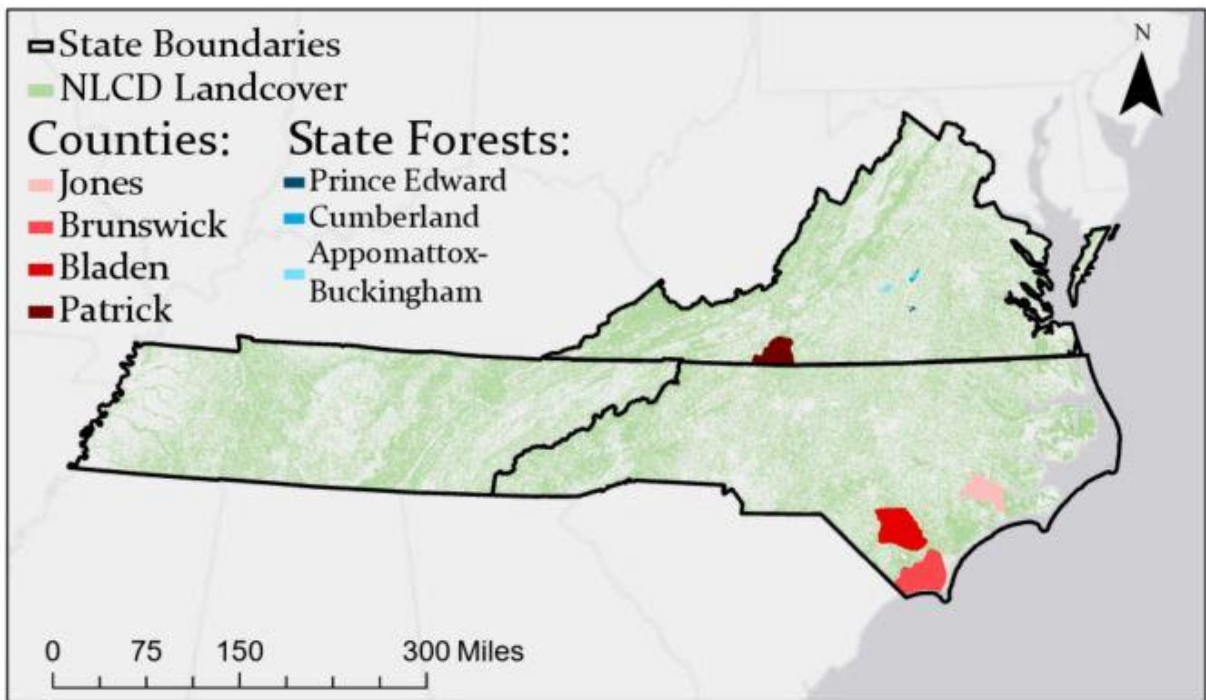 State Boundaries
NLCD Landcover
Counties:
Jones
Brunswick
Bladen
Patrick
State Forests:
Prince Edward
Cumberland
Appomattox-
Buckingham
N
0 75 150 300 Miles